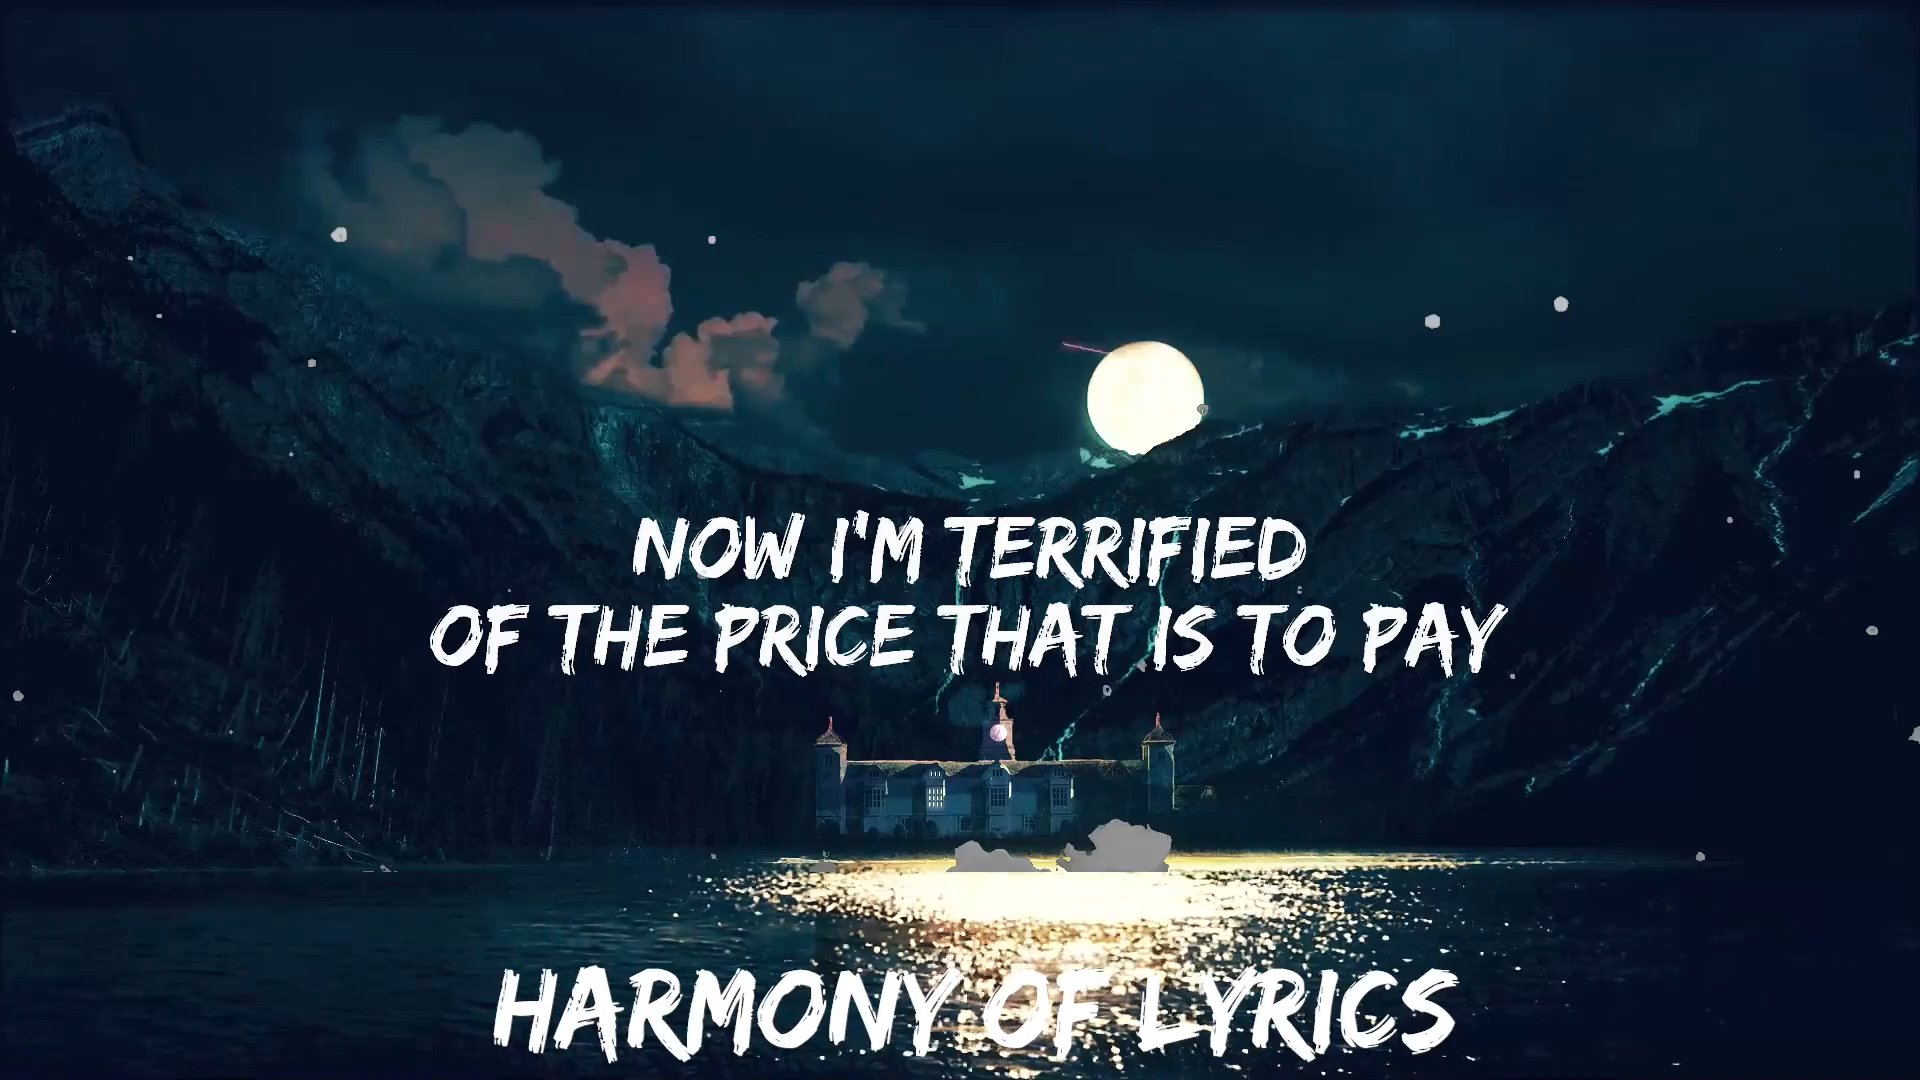 NOW I'M TERRIFIED
OF THE PRICE THAT IS TO PAY
HARMONY OF LYRICS